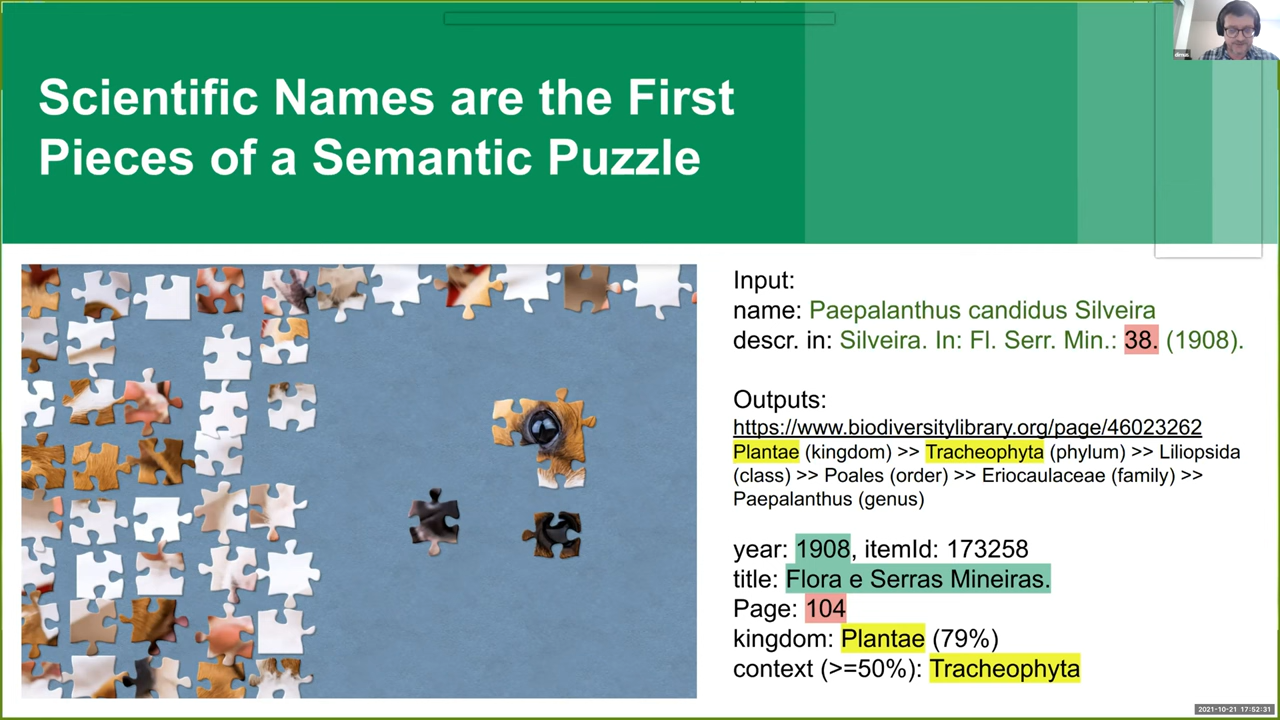 Scientific Names are the First
Pieces of a Semantic Puzzle
Input:
name: Paepalanthus candidus Silveira
descr. in: Silveira. In: Fl. Serr. Min.: 38. (1908).
Outputs:
https://www.biodiversitylibrary.org/page/46023262
Plantae (kingdom) >> Tracheophyta (phylum) >> Liliopsida
(class) >> Poales (order) >> Eriocaulaceae (family) >>
Paepalanthus (genus)
year: 1908, itemId: 173258
title: Flora e Serras Mineiras.
Page: 104
kingdom: Plantae (79%)
context (>=50%): Tracheophyta
dimus
2021-10-21 17:52:31